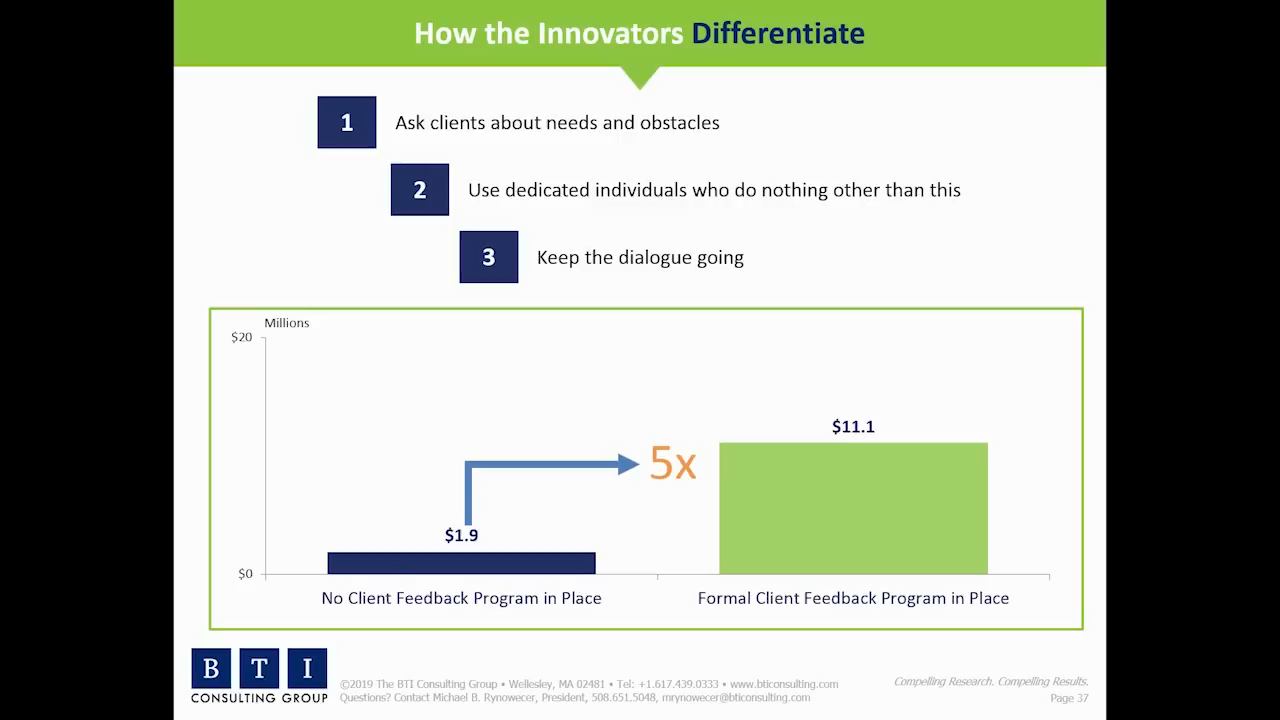 How the Innovators Differentiate
1
Ask clients about needs and obstacles
2
Use dedicated individuals who do nothing other than this
3
Keep the dialogue going
Millions
$20
$11.1
5x
$1.9
$0
No Client Feedback Program in Place
Formal Client Feedback Program in Place
B T I
CONSULTING GROUP
©2019 The BTI Consulting Group • Wellesley, MA 02481 • Tel: +1.617.439.0333 • www.bticonsulting.com
Questions? Contact Michael B. Rynowecer, President, 508.651.5048, mrynowecer@bticonsulting.com
Compelling Research. Compelling Results.
Page 37